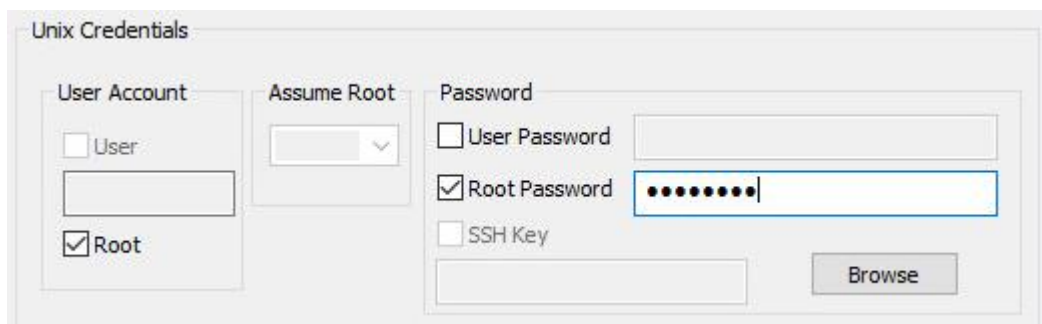 Unix Credentials
User Account
User
Root
Assume Root
Password
User Password
Root Password ●●●●●●●●
SSH Key
Browse